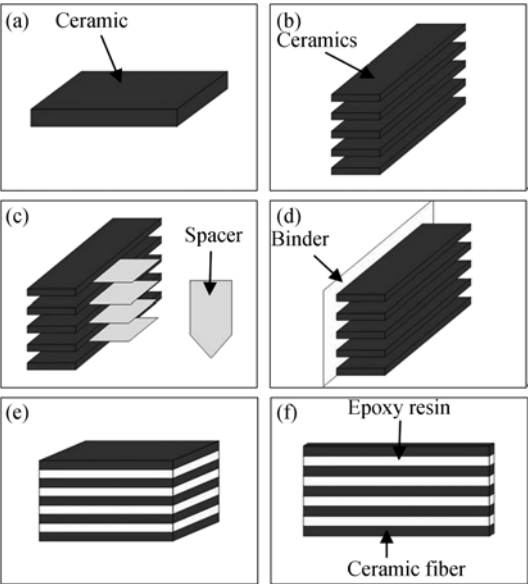 (a)
Ceramic
(b)
Ceramics
(c)
Spacer
(d)
Binder
(e)
(f)
Epoxy resin
Ceramic fiber